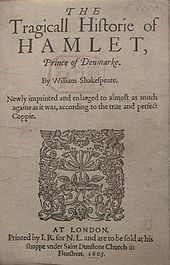 THE
Tragicall Historie of
HAMLET,
Prince of Denmarke.
By William Shakespeare.
Newly imprinted and enlarged to almost as much
againe as it was, according to the true and perfect
Coppie.
AT LONDON,
Printed by I. R. for N. L. and are to be sold at his
shoppe vnder Saint Dunstons Church in
Fleetstreet. 1605.